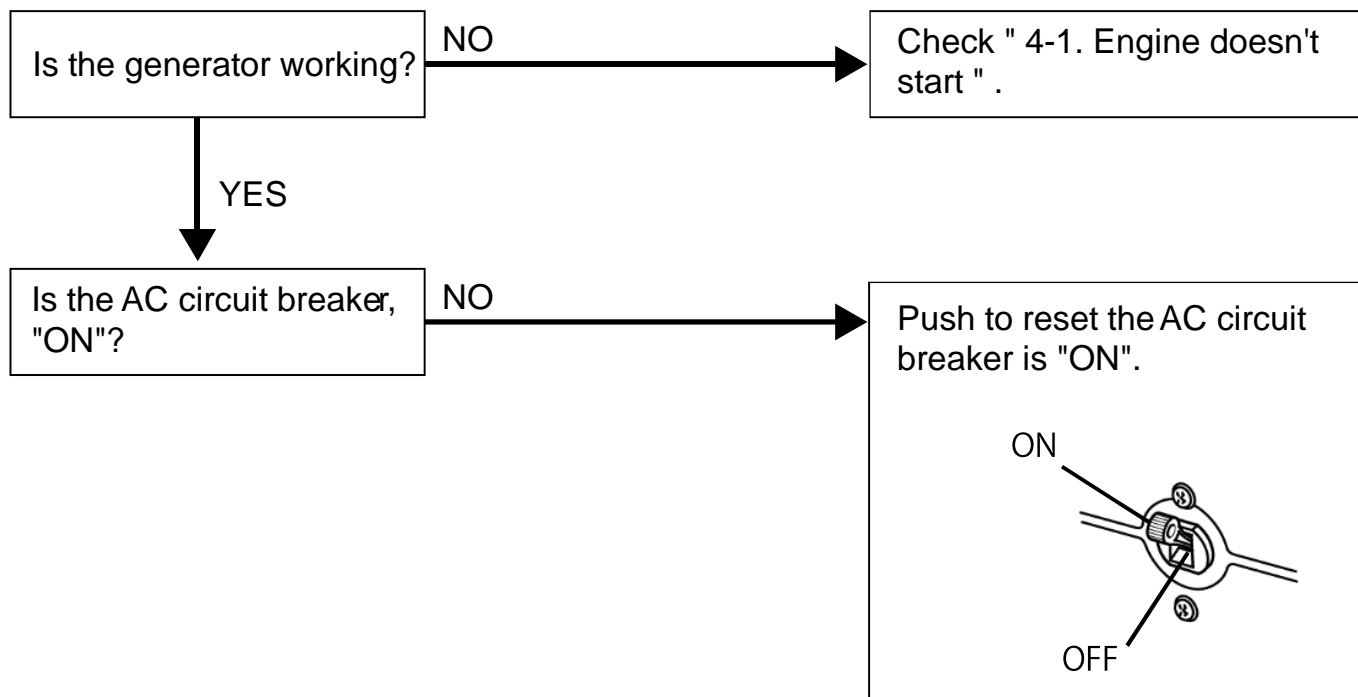 Is the generator working?
NO
Check " 4-1. Engine doesn't
start " .
YES
Is the AC circuit breaker,
"ON"?
NO
Push to reset the AC circuit
breaker is "ON".
ON
OFF